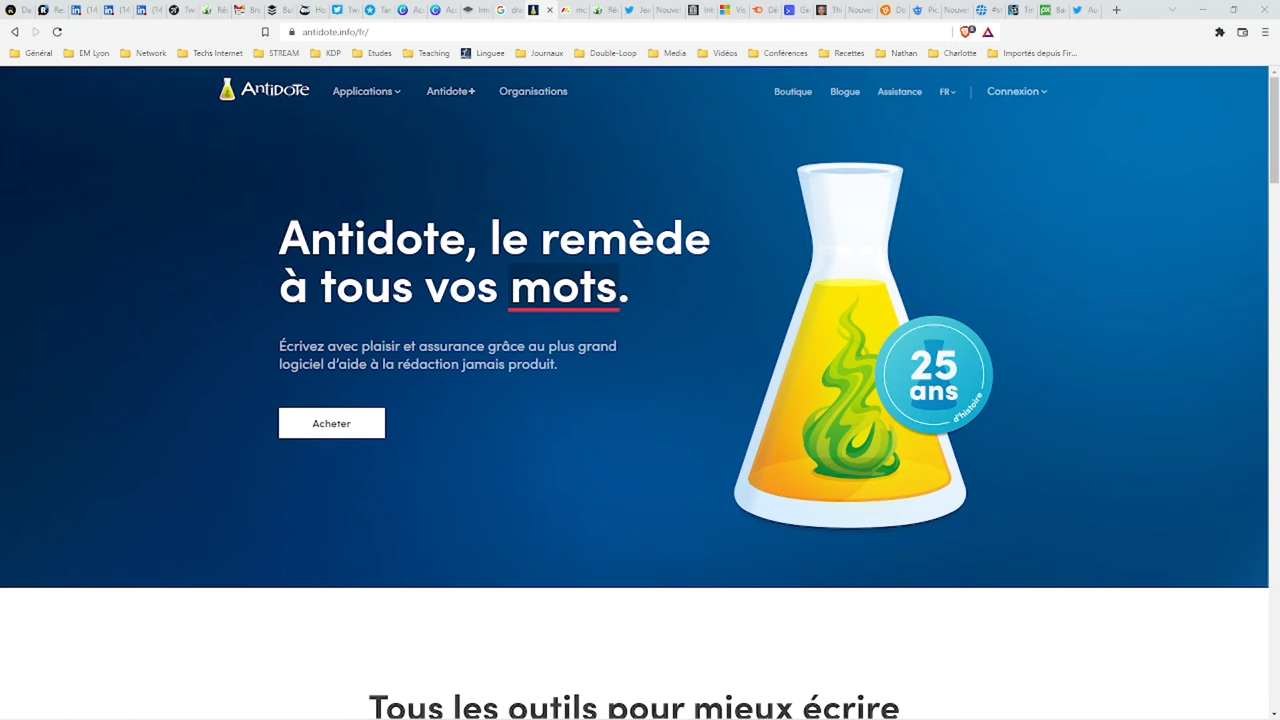 antidote.info/fr/
Général
EM Lyon
Network
Techs Internet
STREAM
KDP
Etudes
Teaching
Linguee
Journaux
Double-Loop
Media
Vidéos
Conférences
Recettes
Nathan
Charlotte
Importés depuis Fir...
Antidote
Applications
Antidote+
Organisations
Boutique
Blogue
Assistance
FR
Connexion
Antidote, le remède
à tous vos mots.
Écrivez avec plaisir et assurance grâce au plus grand
logiciel d'aide à la rédaction jamais produit.
Acheter
25
ans
d'histoire
Tous les outils pour mieux écrire